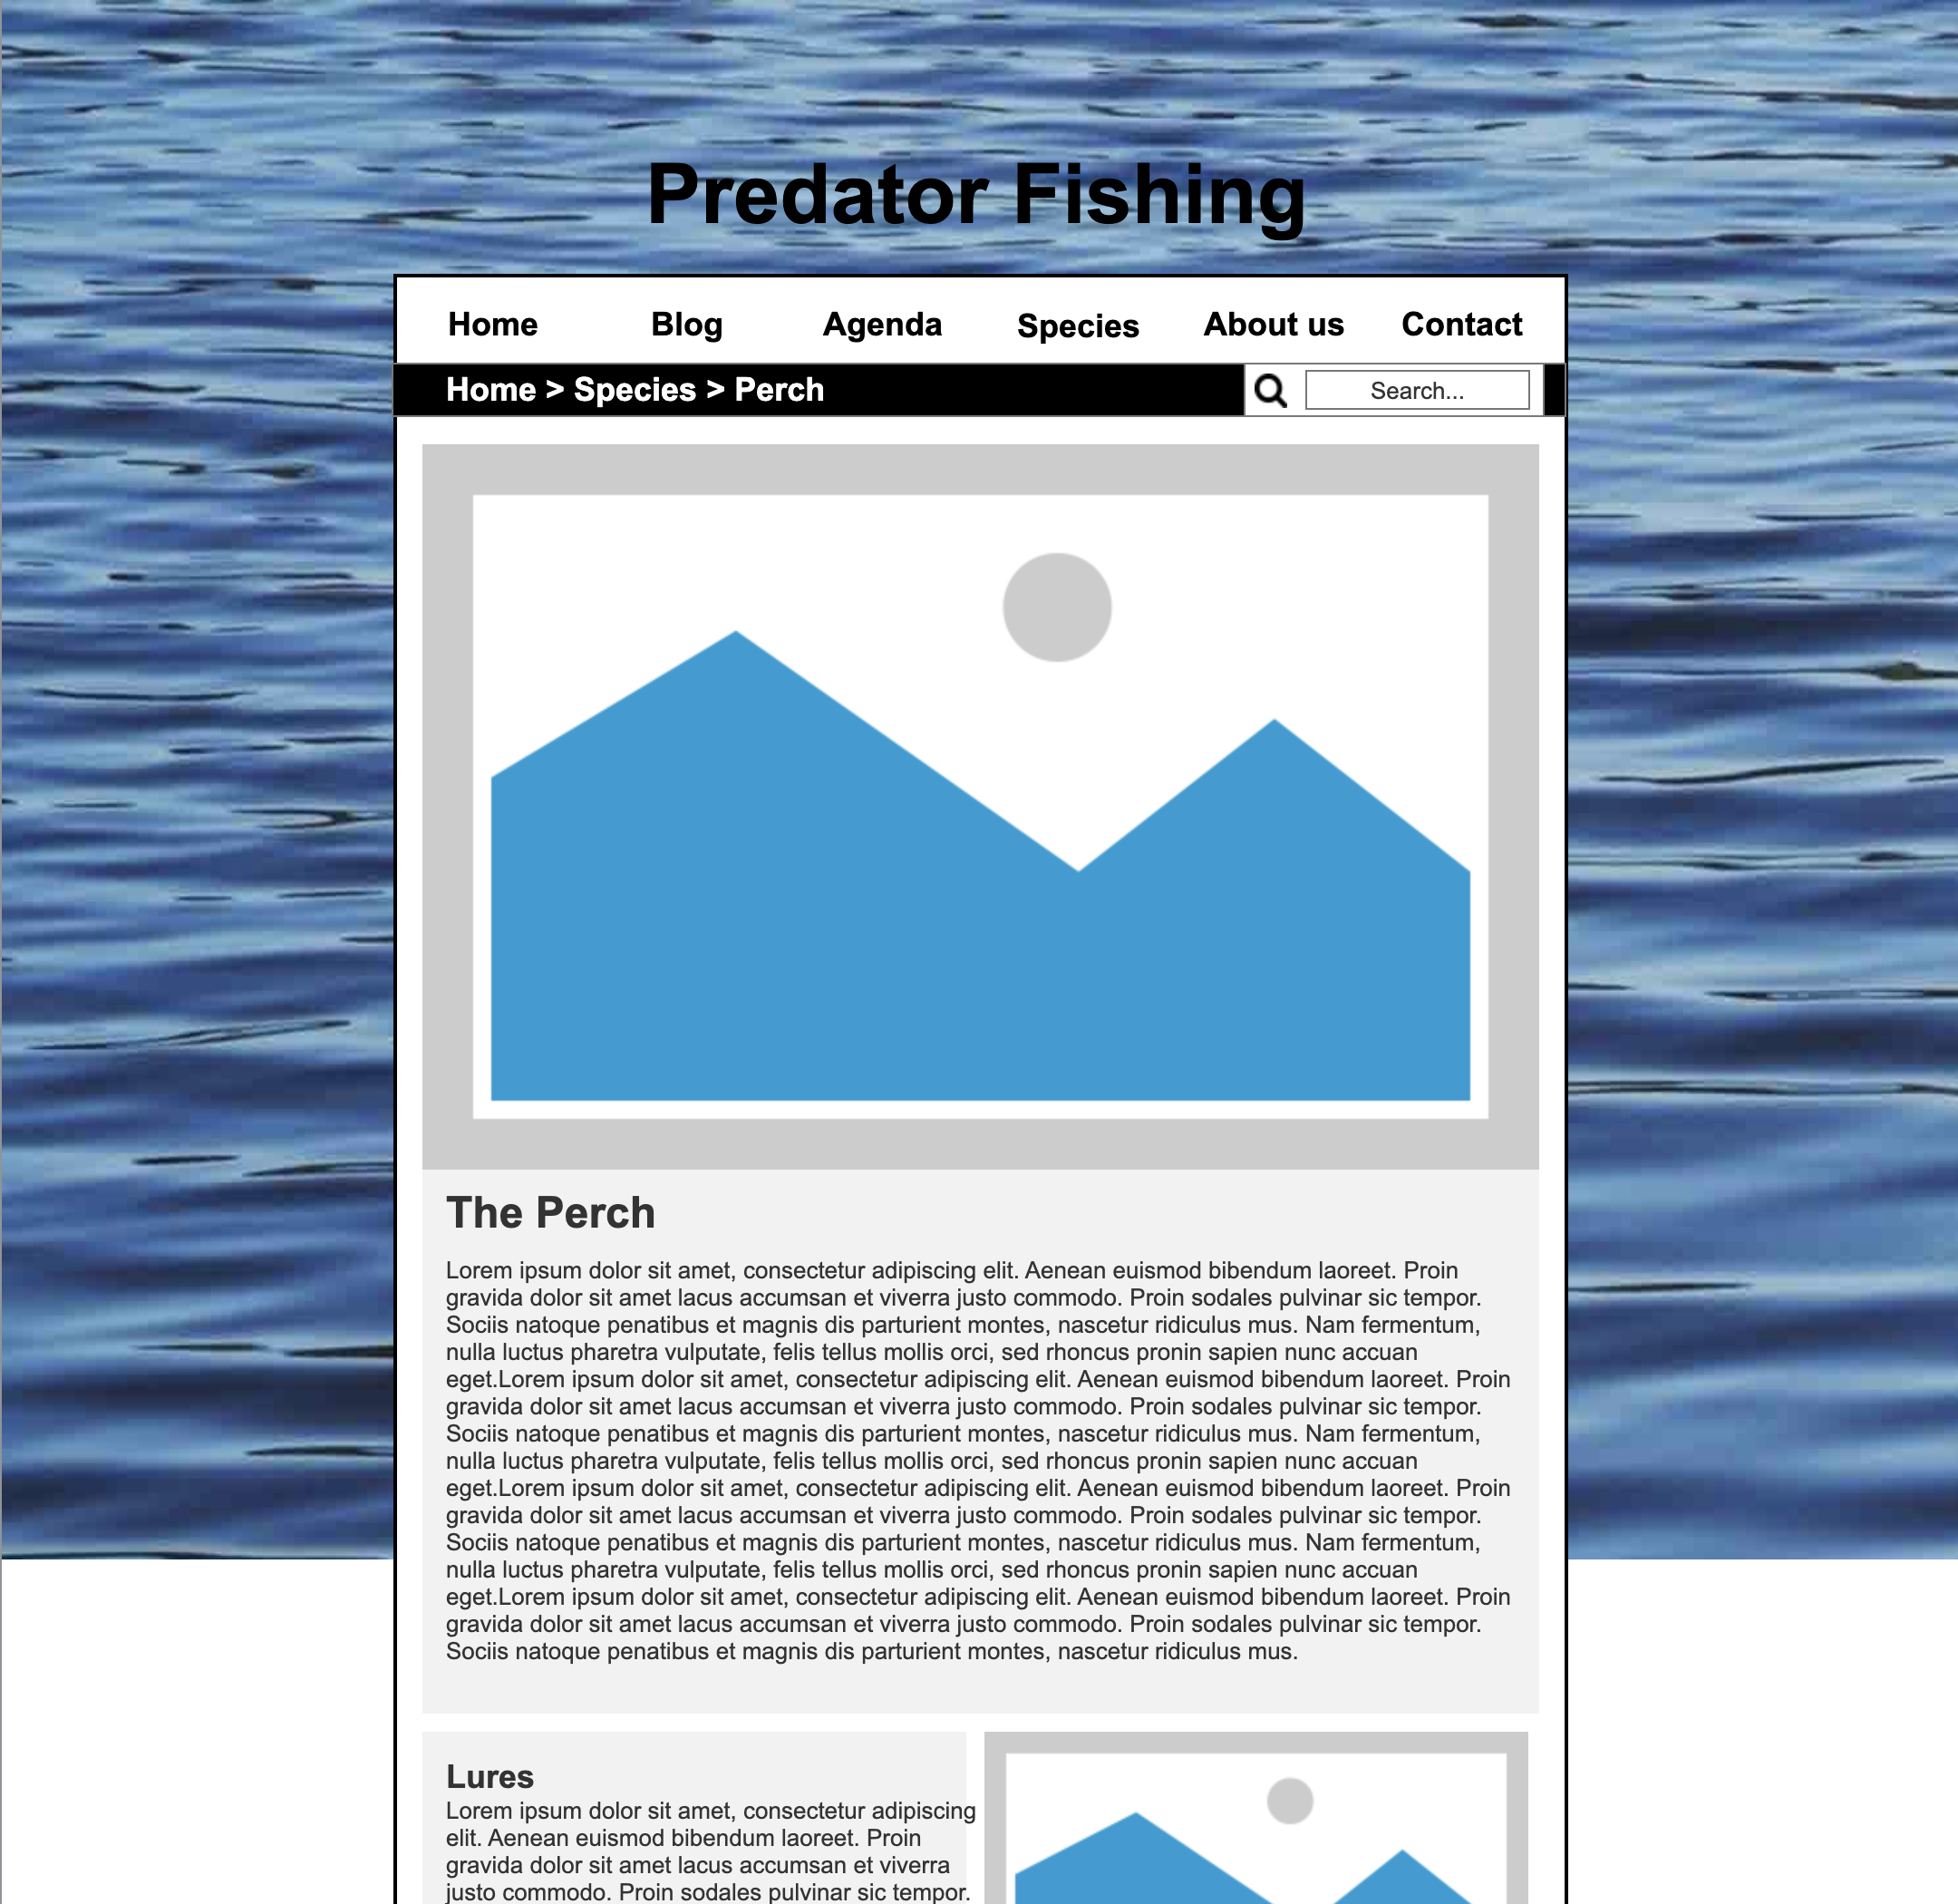 Predator Fishing
Home Blog Agenda Species About us Contact
Home > Species > Perch
Search...
The Perch
Lorem ipsum dolor sit amet, consectetur adipiscing elit. Aenean euismod bibendum laoreet. Proin
gravida dolor sit amet lacus accumsan et viverra justo commodo. Proin sodales pulvinar sic tempor.
Sociis natoque penatibus et magnis dis parturient montes, nascetur ridiculus mus. Nam fermentum,
nulla luctus pharetra vulputate, felis tellus mollis orci, sed rhoncus pronin sapien nunc accuan
eget.Lorem ipsum dolor sit amet, consectetur adipiscing elit. Aenean euismod bibendum laoreet. Proin
gravida dolor sit amet lacus accumsan et viverra justo commodo. Proin sodales pulvinar sic tempor.
Sociis natoque penatibus et magnis dis parturient montes, nascetur ridiculus mus. Nam fermentum,
nulla luctus pharetra vulputate, felis tellus mollis orci, sed rhoncus pronin sapien nunc accuan
eget.Lorem ipsum dolor sit amet, consectetur adipiscing elit. Aenean euismod bibendum laoreet. Proin
gravida dolor sit amet lacus accumsan et viverra justo commodo. Proin sodales pulvinar sic tempor.
Sociis natoque penatibus et magnis dis parturient montes, nascetur ridiculus mus. Nam fermentum,
nulla luctus pharetra vulputate, felis tellus mollis orci, sed rhoncus pronin sapien nunc accuan
eget.Lorem ipsum dolor sit amet, consectetur adipiscing elit. Aenean euismod bibendum laoreet. Proin
gravida dolor sit amet lacus accumsan et viverra justo commodo. Proin sodales pulvinar sic tempor.
Sociis natoque penatibus et magnis dis parturient montes, nascetur ridiculus mus.
Lures
Lorem ipsum dolor sit amet, consectetur adipiscing
elit. Aenean euismod bibendum laoreet. Proin
gravida dolor sit amet lacus accumsan et viverra
justo commodo. Proin sodales pulvinar sic tempor.